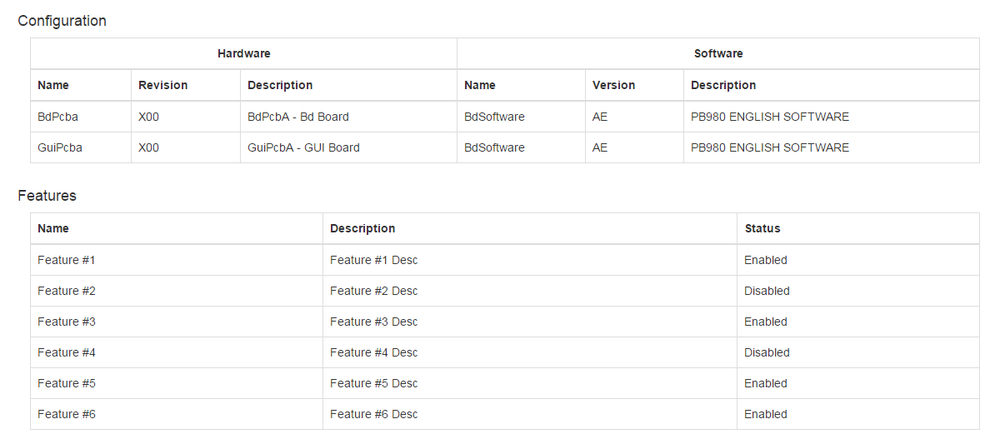 Configuration
Hardware Software
Name Revision Description Name Version Description
BdPcba X00 BdPcbA - Bd Board BdSoftware AE PB980 ENGLISH SOFTWARE
GuiPcba X00 GuiPcbA - GUI Board BdSoftware AE PB980 ENGLISH SOFTWARE
Features
Name Description Status
Feature #1 Feature #1 Desc Enabled
Feature #2 Feature #2 Desc Disabled
Feature #3 Feature #3 Desc Enabled
Feature #4 Feature #4 Desc Disabled
Feature #5 Feature #5 Desc Enabled
Feature #6 Feature #6 Desc Enabled